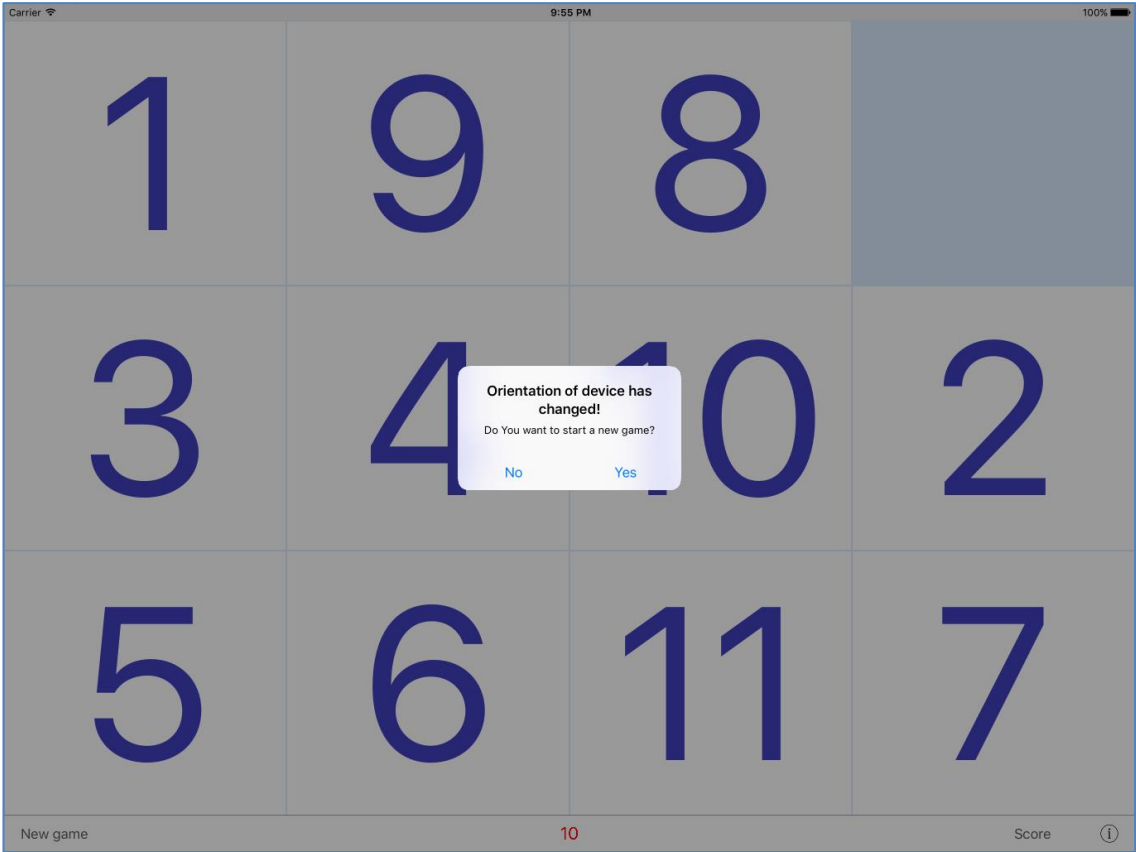 Carrier 9:55 PM 100%
1 9 8
3 4 10 2
Orientation of device has
changed!
Do You want to start a new game?
No Yes
5 6 11 7
New game 10 Score i